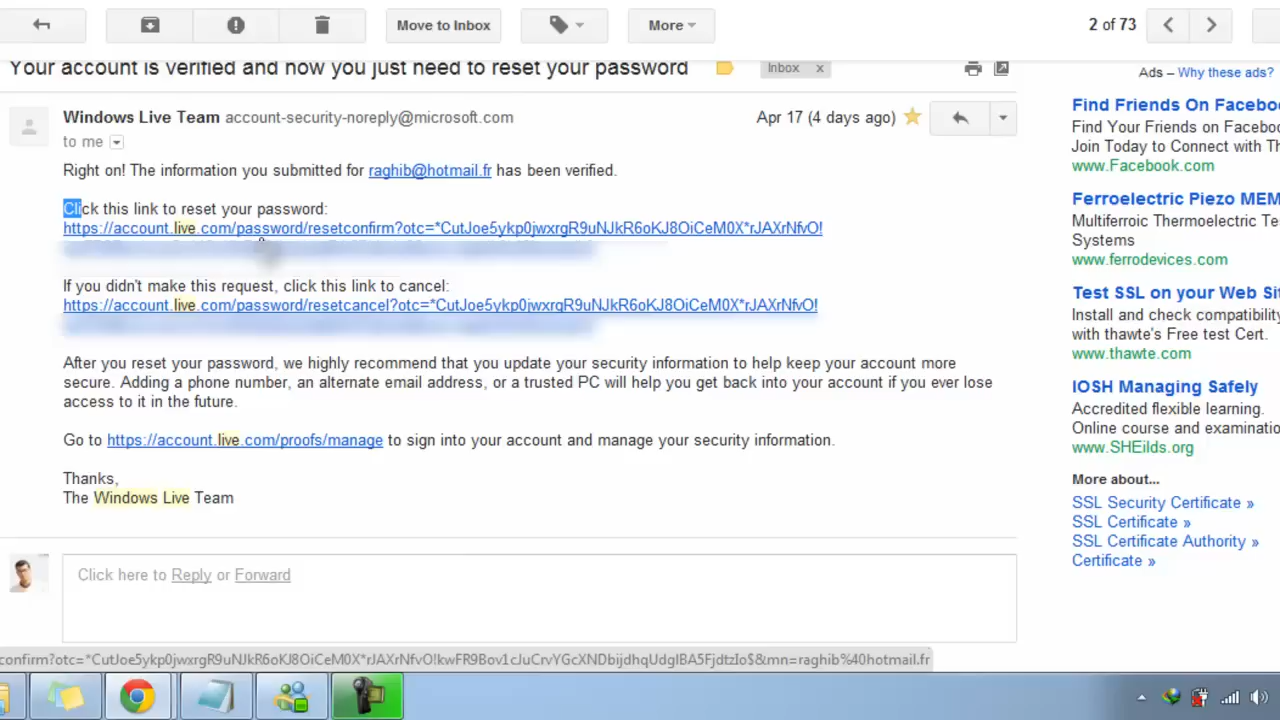 Move to Inbox
More
2 of 73
Your account is verified and now you just need to reset your password
Inbox x
Ads – Why these ads?
Windows Live Team account-security-noreply@microsoft.com
Apr 17 (4 days ago)
to me
Right on! The information you submitted for raghib@hotmail.fr has been verified.
Click this link to reset your password:
https://account.live.com/password/resetconfirm?otc=*CutJoe5ykp0jwxrgR9uNJkR6oKJ8OiCeM0X*rJAXrNfvO!
If you didn't make this request, click this link to cancel:
https://account.live.com/password/resetcancel?otc=*CutJoe5ykp0jwxrgR9uNJkR6oKJ8OiCeM0X*rJAXrNfvO!
After you reset your password, we highly recommend that you update your security information to help keep your account more
secure. Adding a phone number, an alternate email address, or a trusted PC will help you get back into your account if you ever lose
access to it in the future.
Go to https://account.live.com/proofs/manage to sign into your account and manage your security information.
Thanks,
The Windows Live Team
Click here to Reply or Forward
Find Friends On Facebo
Find Your Friends on Facebo
Join Today to Connect with Th
www.Facebook.com
Ferroelectric Piezo MEM
Multiferroic Thermoelectric Te
Systems
www.ferrodevices.com
Test SSL on your Web Sit
Install and check compatibility
with thawte's Free test Cert.
www.thawte.com
IOSH Managing Safely
Accredited flexible learning.
Online course and examinatio
www.SHEilds.org
More about...
SSL Security Certificate »
SSL Certificate »
SSL Certificate Authority »
Certificate »
confirm?otc=*CutJoe5ykp0jwxrgR9uNJkR6oKJ8OiCeM0X*rJAXrNfvO!kwFR9Bov1cJuCrvYGcXNDbijdhqUdgIBA5FjdtzIo$&mn=raghib%40hotmail.fr